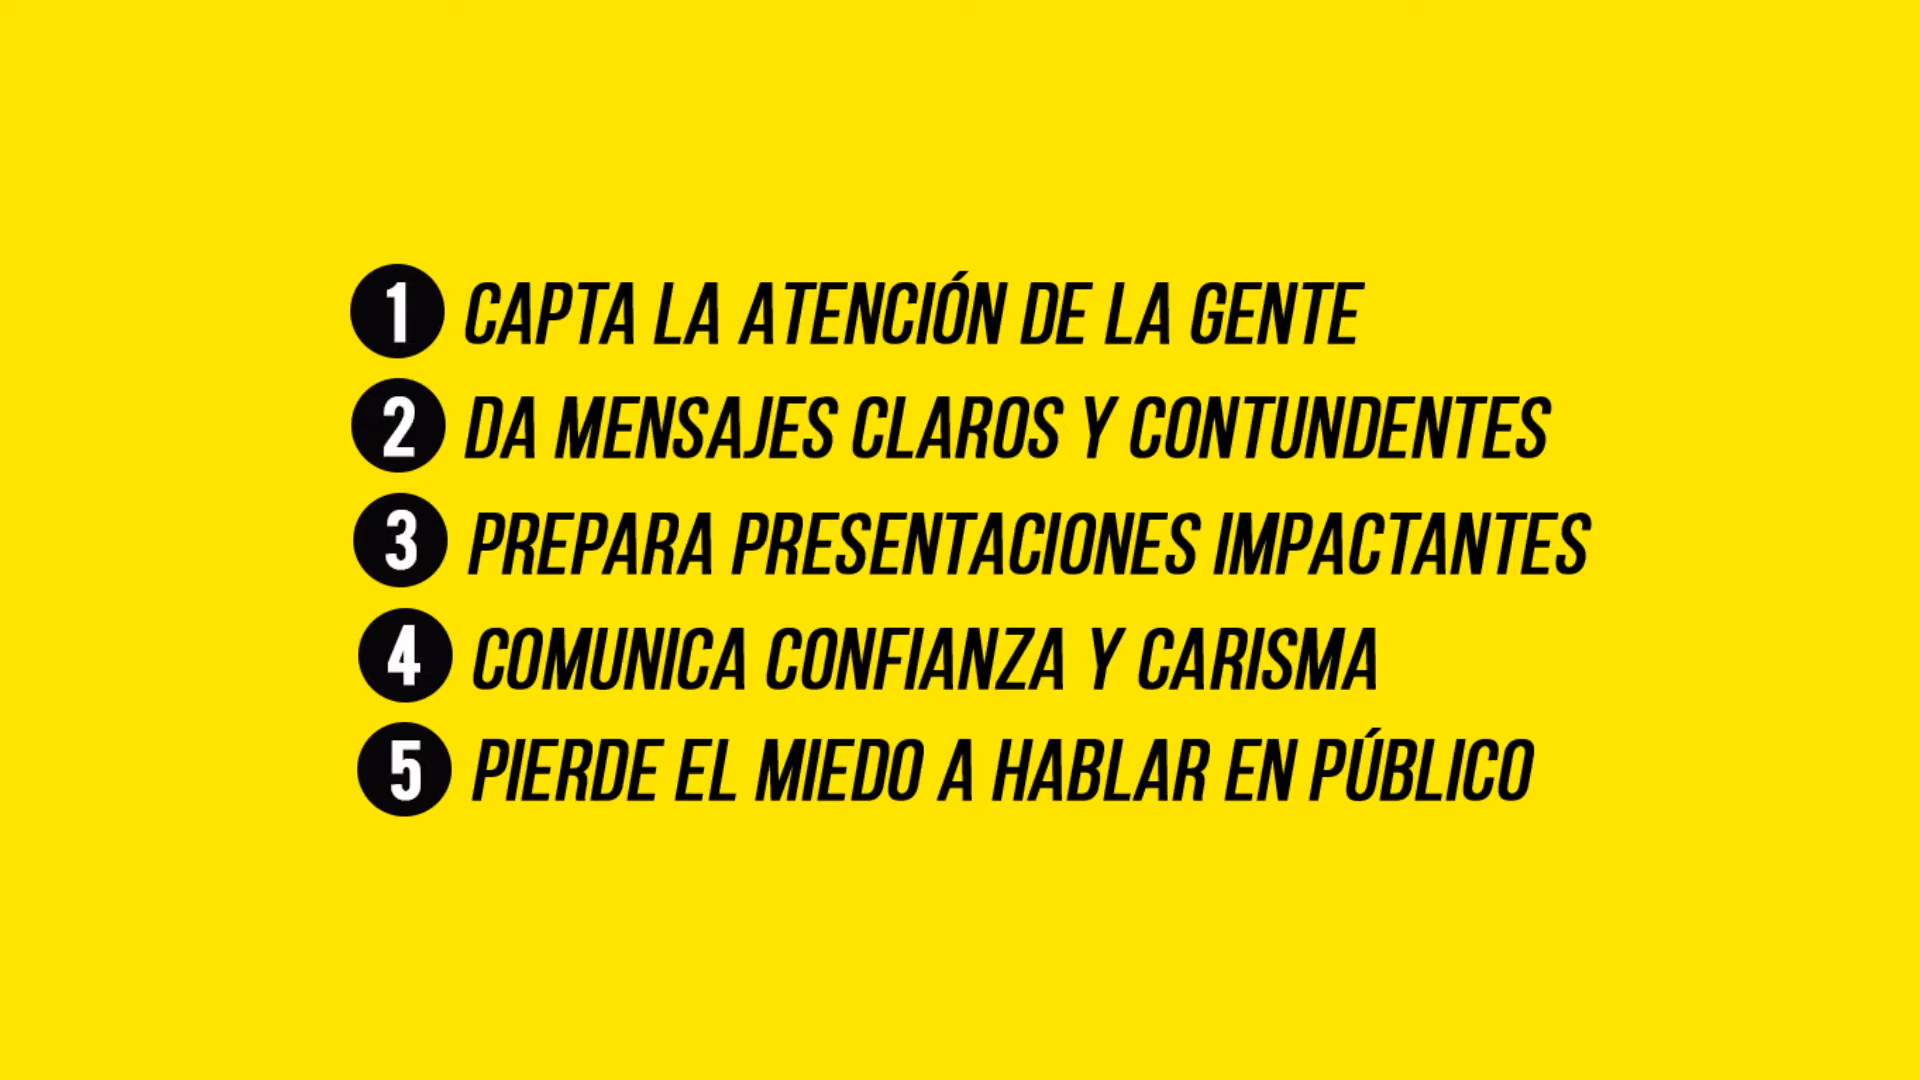 1 CAPTA LA ATENCIÓN DE LA GENTE
2 DA MENSAJES CLAROS Y CONTUNDENTES
3 PREPARA PRESENTACIONES IMPACTANTES
4 COMUNICA CONFIANZA Y CARISMA
5 PIERDE EL MIEDO A HABLAR EN PÚBLICO